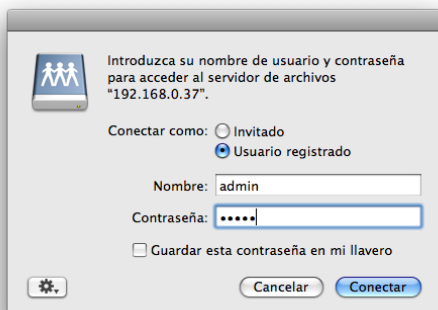 Introduzca su nombre de usuario y contraseña
para acceder al servidor de archivos
“192.168.0.37”.
Conectar como: Invitado
Usuario registrado
Nombre: admin
Contraseña: •••••
Guardar esta contraseña en mi llavero
Cancelar Conectar